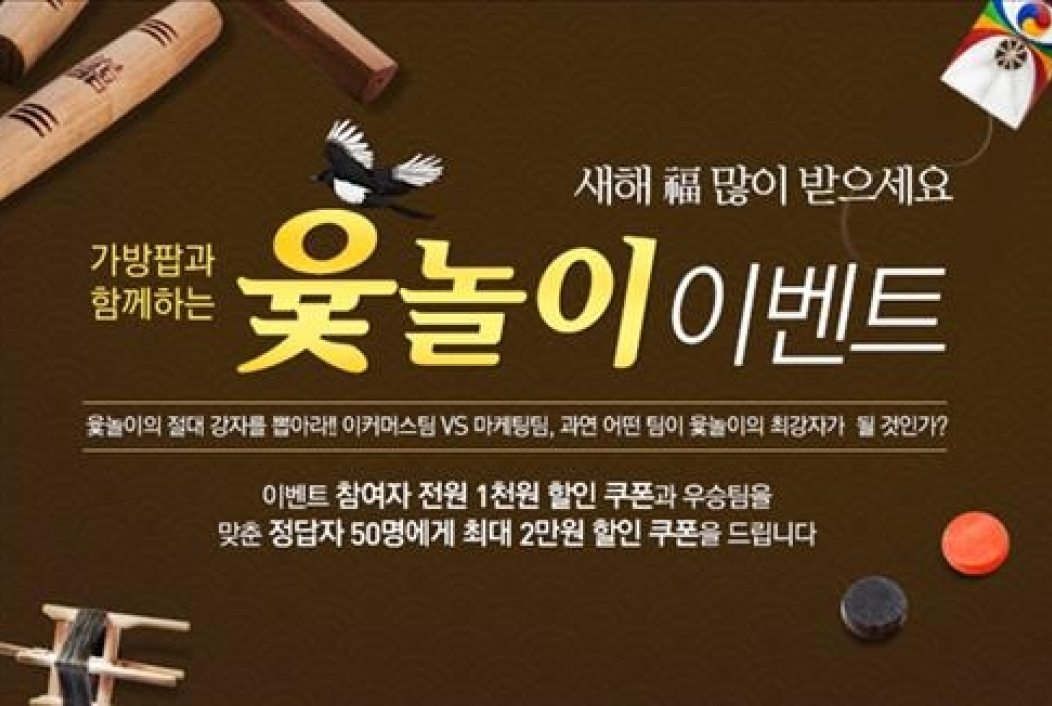 새해 福 많이 받으세요
가방팝과
함께하는
윷놀이 이벤트
윷놀이의 절대 강자를 뽑아라!! 이커머스팀 VS 마케팅팀, 과연 어떤 팀이 윷놀이의 최강자가 될 것인가?
이벤트 참여자 전원 1천원 할인 쿠폰과 우승팀을
맞춘 정답자 50명에게 최대 2만원 할인 쿠폰을 드립니다